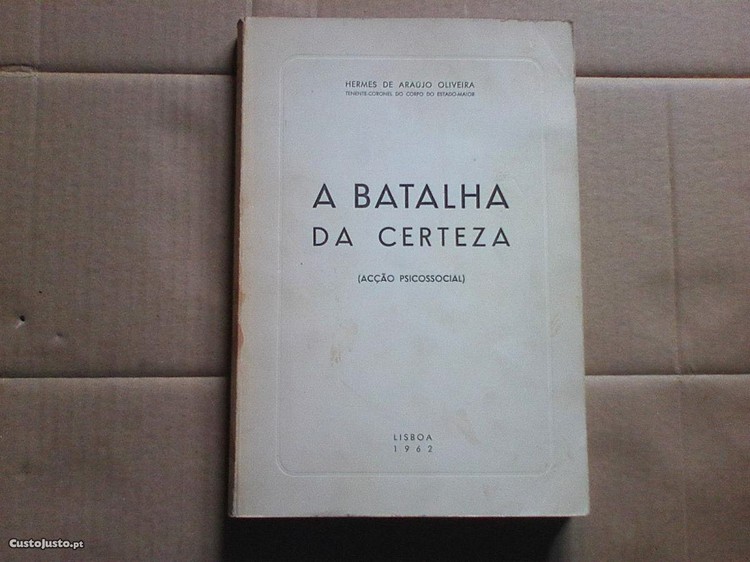 HERMES DE ARAÚJO OLIVEIRA
TENENTE-CORONEL DO CORPO DO ESTADO-MAIOR
A BATALHA
DA CERTEZA
(ACÇÃO PSICOSSOCIAL)
LISBOA
1962
CustoJusto.pt